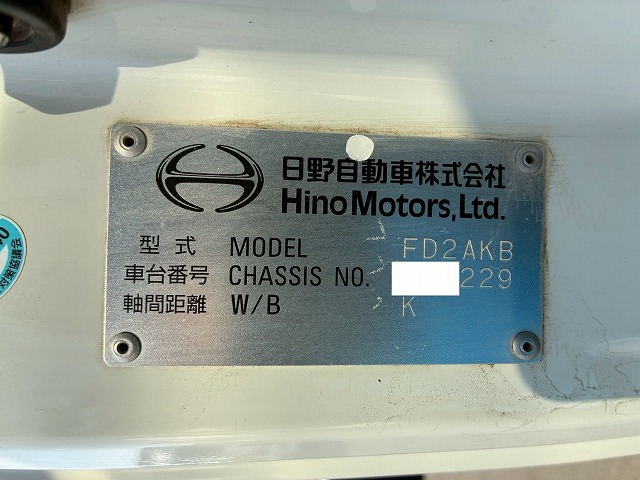 日野自動車株式会社
Hino Motors, Ltd.
型式 MODEL FD2AKB
車台番号 CHASSIS NO. 229
軸間距離 W/B K